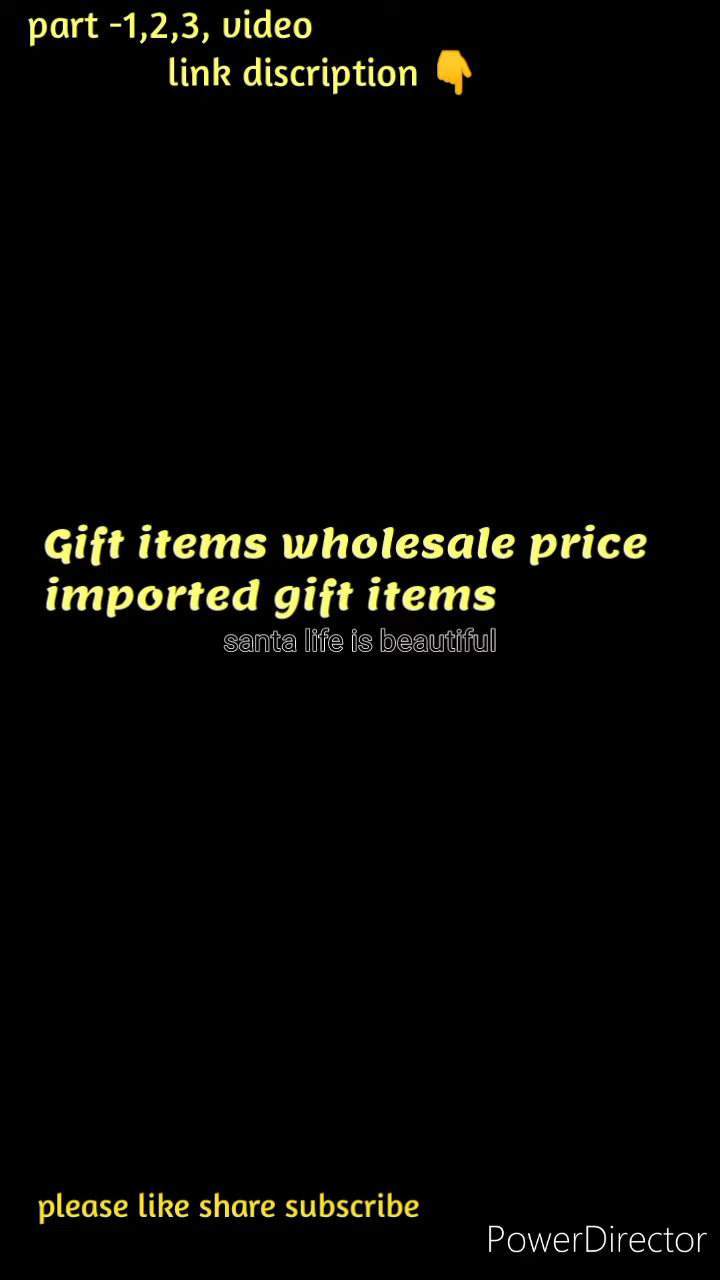 part -1,2,3, video
link discription 👇
Gift items wholesale price
imported gift items
santa life is beautiful
please like share subscribe
PowerDirector